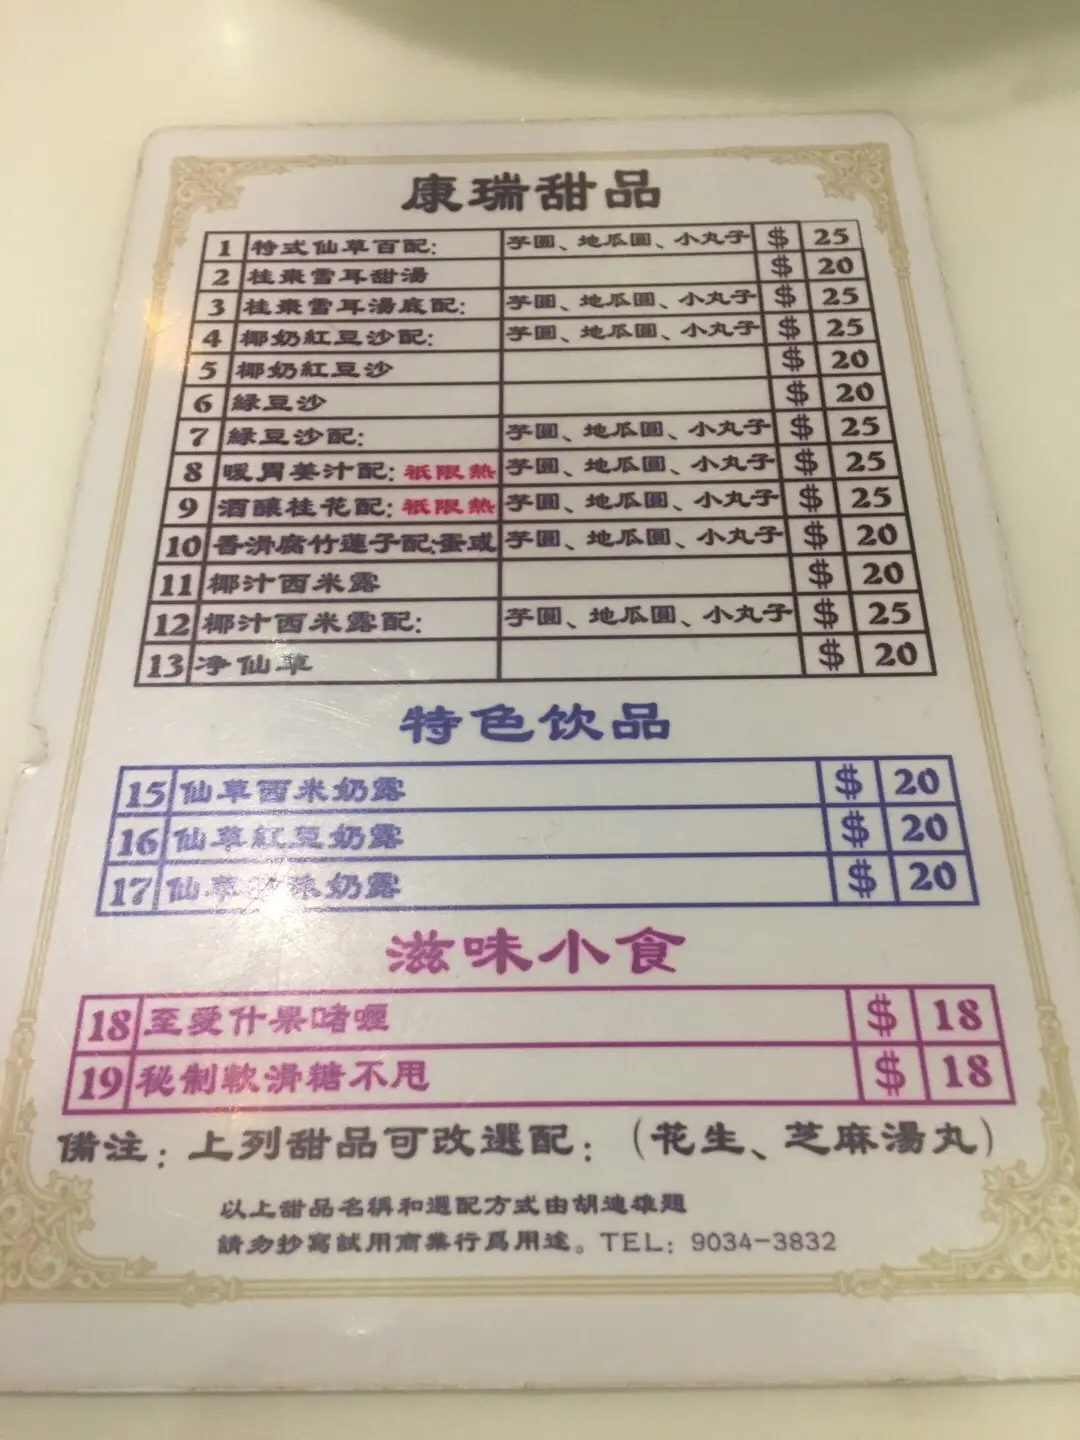 康瑞甜品
1 特式仙草百配: 芋圓、地瓜圓、小丸子 $ 25
2 桂棗雪耳甜湯 $ 20
3 桂棗雪耳湯底配: 芋圓、地瓜圓、小丸子 $ 25
4 椰奶紅豆沙配: 芋圓、地瓜圓、小丸子 $ 25
5 椰奶紅豆沙 $ 20
6 綠豆沙 $ 20
7 綠豆沙配: 芋圓、地瓜圓、小丸子 $ 25
8 暖胃姜汁配: 祇限熱 芋圓、地瓜圓、小丸子 $ 25
9 酒釀桂花配: 祇限熱 芋圓、地瓜圓、小丸子 $ 25
10 香滑腐竹蓮子配:蛋或 芋圓、地瓜圓、小丸子 $ 20
11 椰汁西米露 $ 20
12 椰汁西米露配: 芋圓、地瓜圓、小丸子 $ 25
13 净仙草 $ 20
特色饮品
15 仙草西米奶露 $ 20
16 仙草紅豆奶露 $ 20
17 仙草珠奶露 $ 20
滋味小食
18 至愛什果啫喱 $ 18
19 秘制軟滑糖不甩 $ 18
備注: 上列甜品可改選配: (花生、芝麻湯丸)
以上甜品名稱和選配方式由胡迪雄題
請勿抄寫試用商業行爲用途。TEL: 9034-3832